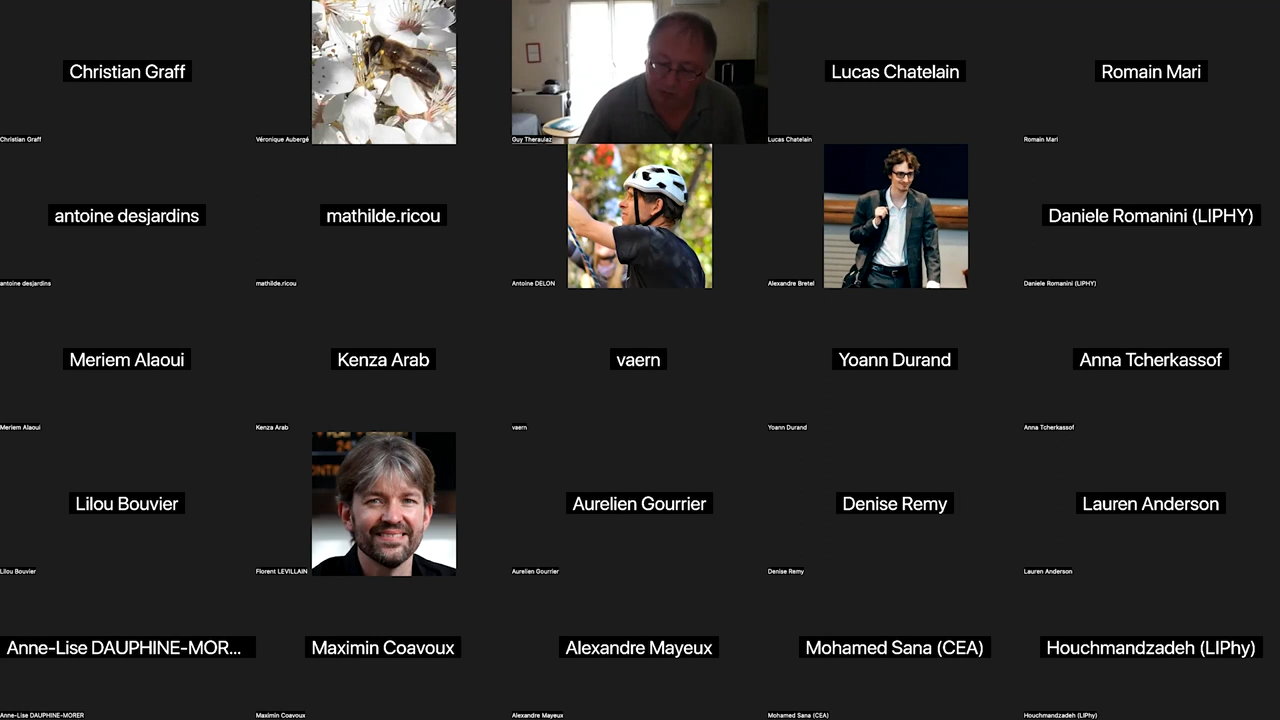 Christian Graff
Lucas Chatelain
Romain Mari
Christian Graff
Véronique Aubergé
Guy Theraulaz
Lucas Chatelain
Romain Mari
antoine desjardins
mathilde.ricou
Daniele Romanini (LIPHY)
antoine desjardins
mathilde.ricou
Antoine DELON
Alexandre Bretel
Daniele Romanini (LIPHY)
Meriem Alaoui
Kenza Arab
vaern
Yoann Durand
Anna Tcherkassof
Meriem Alaoui
Kenza Arab
vaern
Yoann Durand
Anna Tcherkassof
Lilou Bouvier
Aurelien Gourrier
Denise Remy
Lauren Anderson
Lilou Bouvier
Florent LEVILLAIN
Aurelien Gourrier
Denise Remy
Lauren Anderson
Anne-Lise DAUPHINE-MOR...
Maximin Coavoux
Alexandre Mayeux
Mohamed Sana (CEA)
Houchmandzadeh (LIPhy)
Anne-Lise DAUPHINE-MORER
Maximin Coavoux
Alexandre Mayeux
Mohamed Sana (CEA)
Houchmandzadeh (LIPhy)